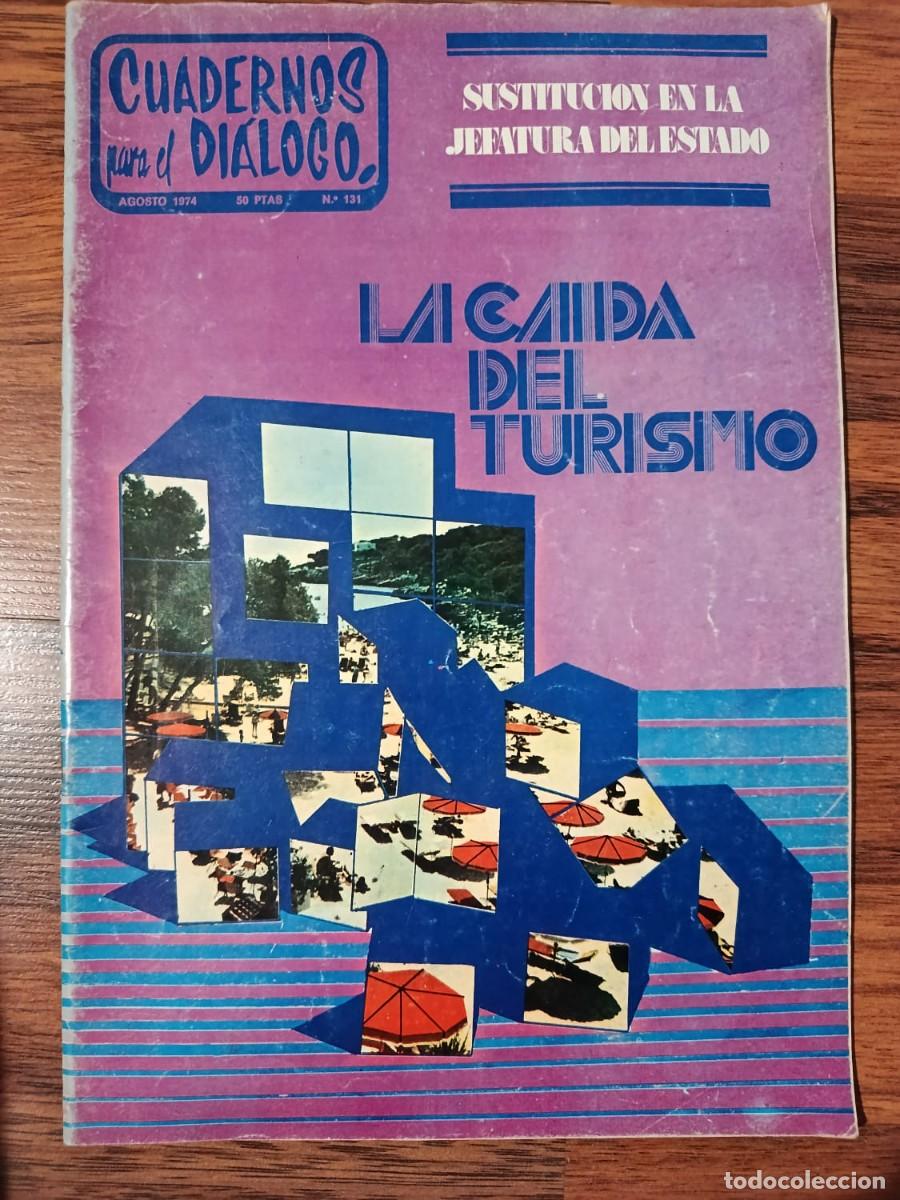 CUADERNOS
para el DIÁLOGO.
AGOSTO 1974 50 PTAS N.º 131
SUSTITUCION EN LA
JEFATURA DEL ESTADO
LA CAIDA
DEL
TURISMO
todocoleccion